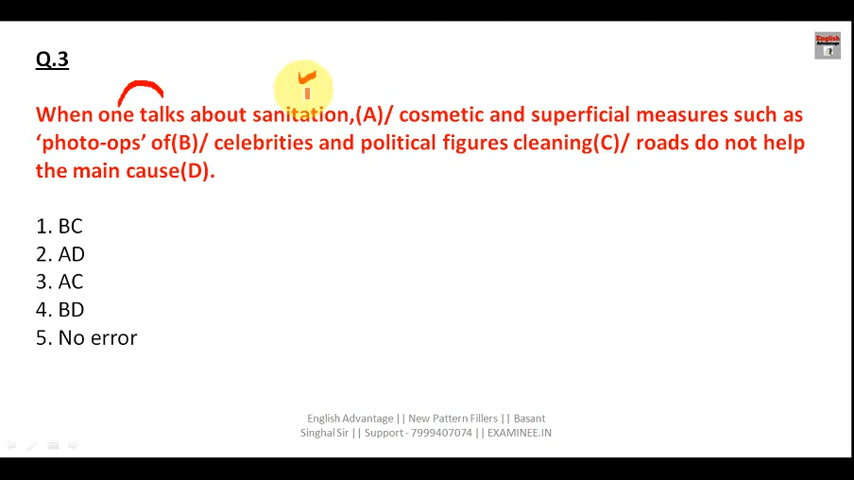 Q.3
English
Advantage
When one talks about sanitation,(A)/ cosmetic and superficial measures such as
‘photo-ops’ of(B)/ celebrities and political figures cleaning(C)/ roads do not help
the main cause(D).
1. BC
2. AD
3. AC
4. BD
5. No error
English Advantage || New Pattern Fillers || Basant
Singhal Sir || Support - 7999407074 || EXAMINEE.IN